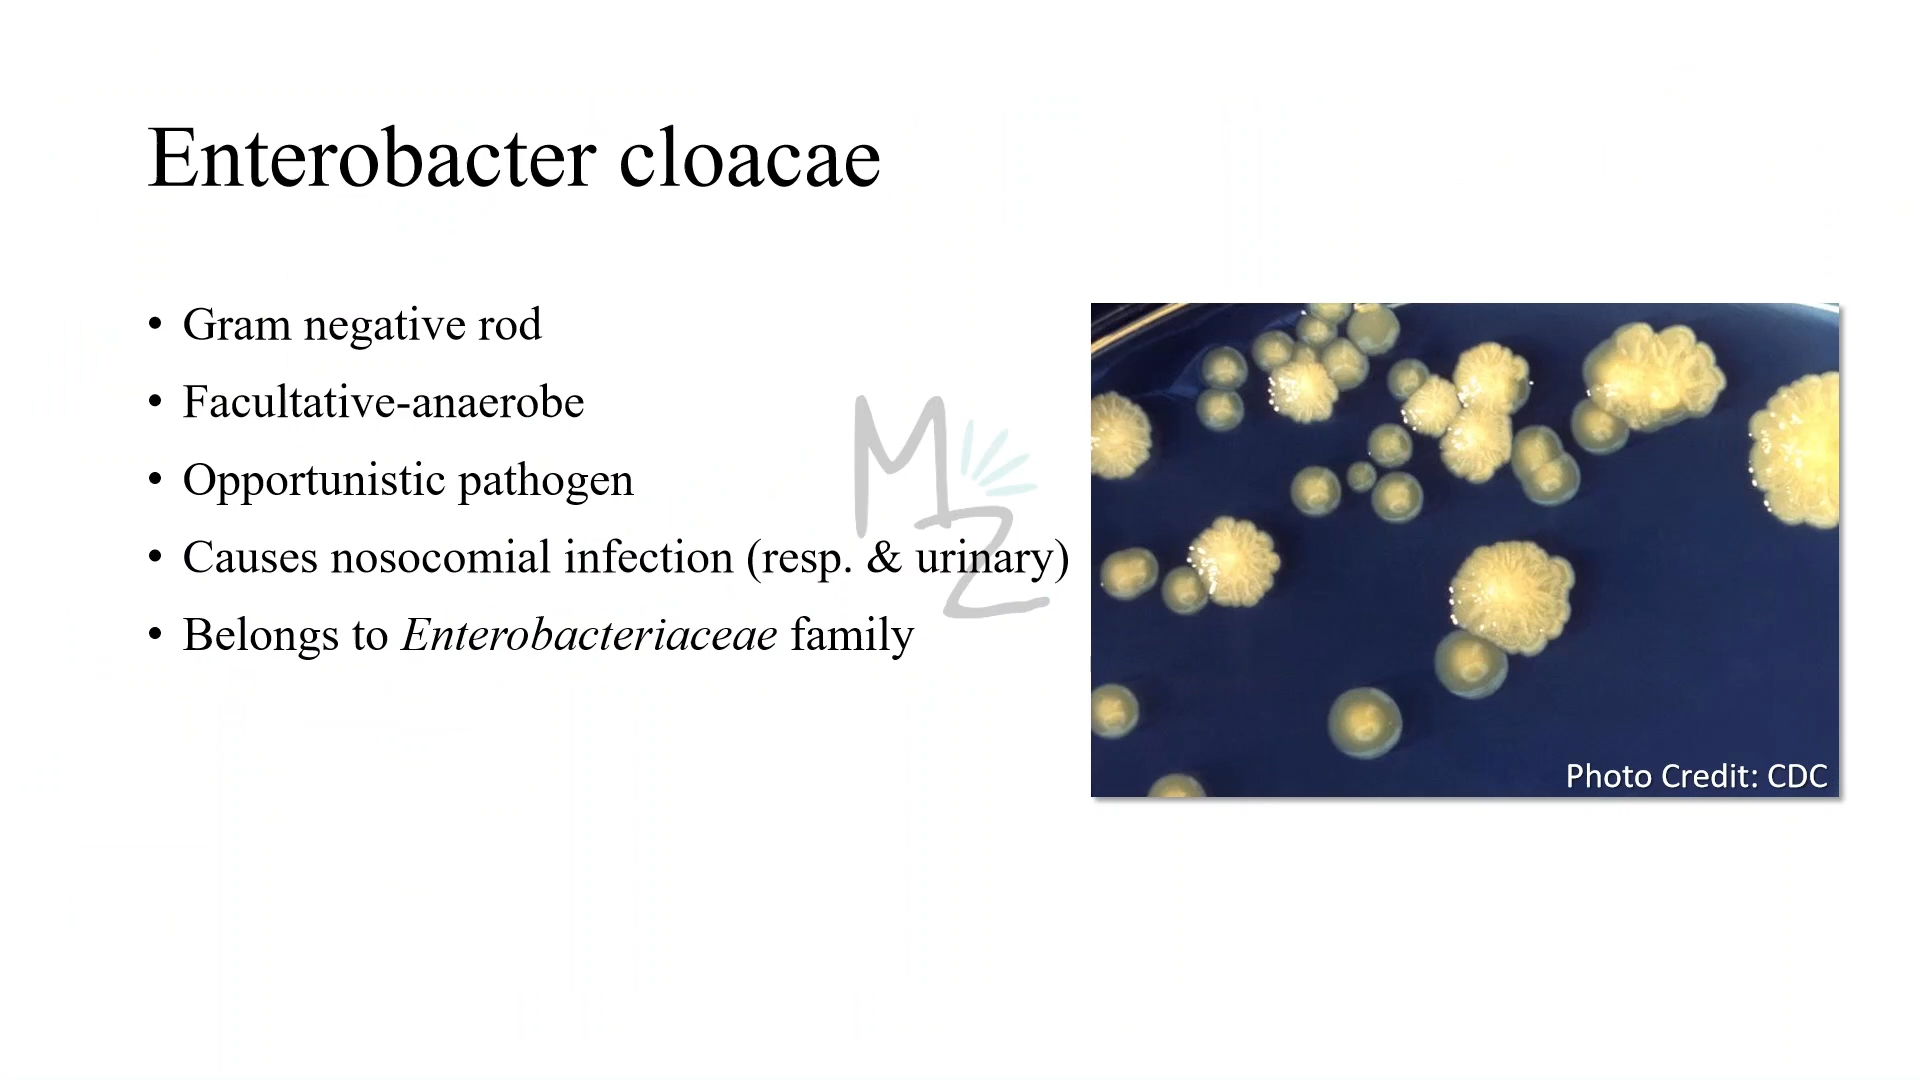 Enterobacter cloacae
• Gram negative rod
• Facultative-anaerobe
• Opportunistic pathogen
• Causes nosocomial infection (resp. & urinary)
• Belongs to Enterobacteriaceae family
MZ
Photo Credit: CDC